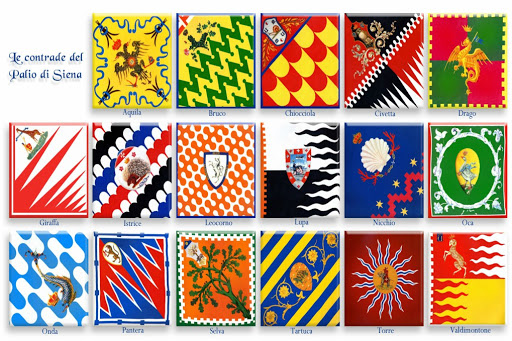 Le contrade del
Palio di Siena
Aquila
Bruco
Chiocciola
Civetta
Drago
Giraffa
Istrice
Leocorno
Lupa
Nicchio
Oca
Onda
Pantera
Selva
Tartuca
Torre
Valdimontone